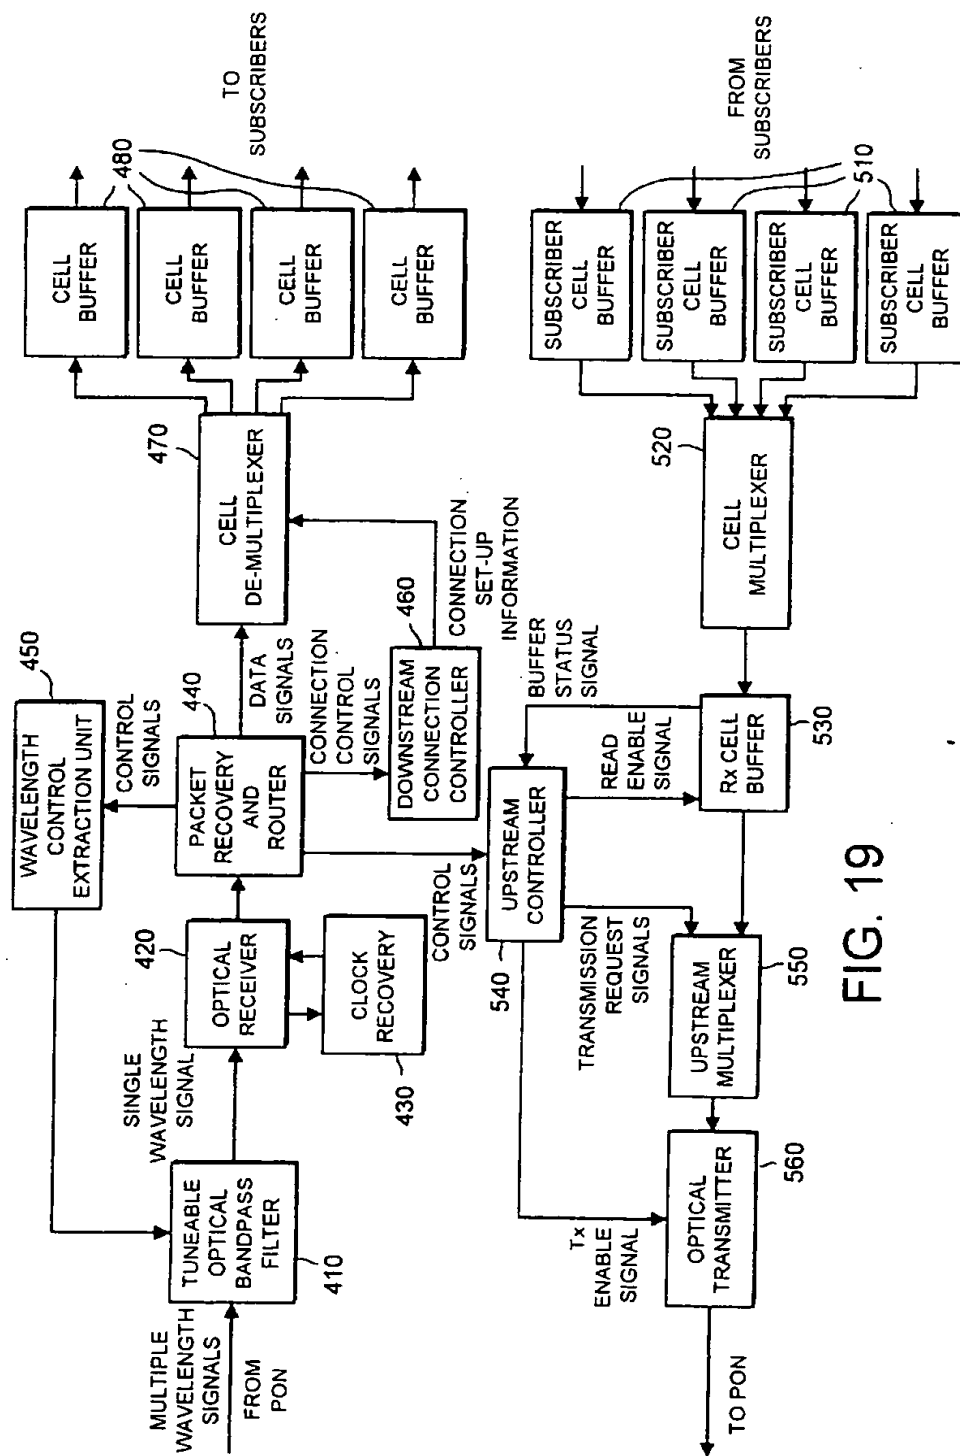 MULTIPLE
WAVELENGTH
SIGNALS
FROM
PON
TUNEABLE
OPTICAL
BANDPASS
FILTER
410
SINGLE
WAVELENGTH
SIGNAL
420
OPTICAL
RECEIVER
CLOCK
RECOVERY
430
WAVELENGTH
CONTROL
EXTRACTION UNIT
450
CONTROL
SIGNALS
PACKET
RECOVERY
AND
ROUTER
440
DATA
SIGNALS
CONNECTION
CONTROL
SIGNALS
DOWNSTREAM
CONNECTION
CONTROLLER
460
CONNECTION
SET-UP
INFORMATION
CELL
DE-MULTIPLEXER
470
CELL
BUFFER
CELL
BUFFER
CELL
BUFFER
CELL
BUFFER
480
TO
SUBSCRIBERS
CONTROL
SIGNALS
UPSTREAM
CONTROLLER
540
BUFFER
STATUS
SIGNAL
READ
ENABLE
SIGNAL
TRANSMISSION
REQUEST
SIGNALS
Tx
ENABLE
SIGNAL
TO PON
OPTICAL
TRANSMITTER
560
UPSTREAM
MULTIPLEXER
550
Rx CELL
BUFFER
530
CELL
MULTIPLEXER
520
SUBSCRIBER
CELL
BUFFER
SUBSCRIBER
CELL
BUFFER
SUBSCRIBER
CELL
BUFFER
SUBSCRIBER
CELL
BUFFER
510
FROM
SUBSCRIBERS
FIG. 19